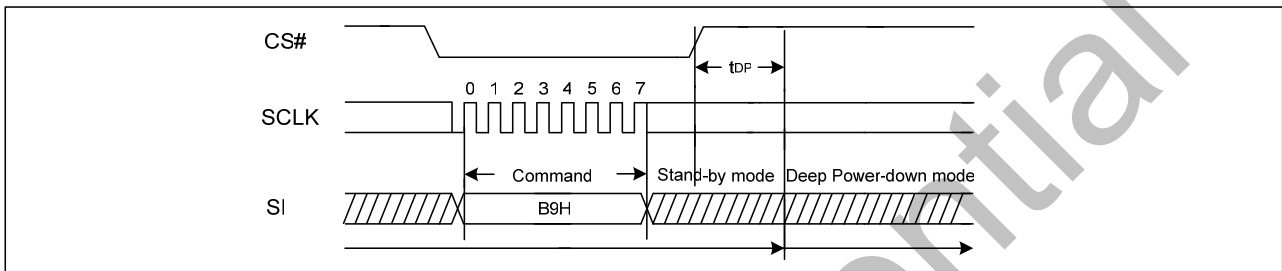 CS#
tDP
0 1 2 3 4 5 6 7
SCLK
Command Stand-by mode Deep Power-down mode
SI
B9H
ential